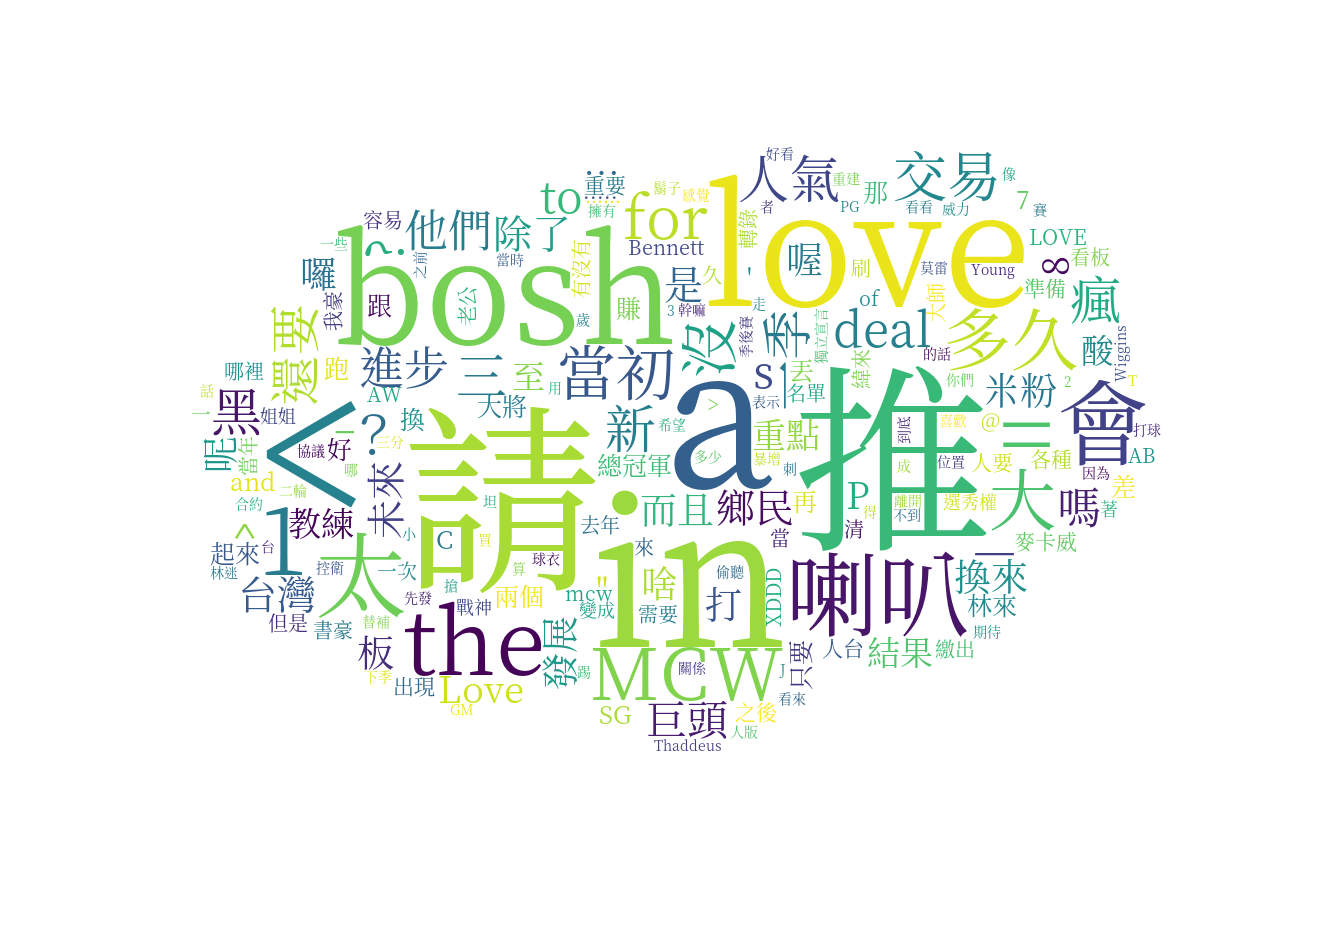 好看
人氣
交易
重建
像
重要
......
鬍子
感覺
擁有
to
for
love
那
PG
者
看看
威力
7
賽
容易
他們
除了
Bennett
轉錄
LOVE
看板
一些
之前
當時
有沒有
是
久
喔
刷
莫雷
Young
∞
囉
bosh
老公
賺
3
幹嘛
走
of
大師
準備
瘋
我豪
跟
歲
沒
季後賽
季
獨立宣言
deal
多久
酸
Wiggins
還要
跑
哪裡
進步
三
至
當初
s
丟
緯來
的話
你們
2
T
話
一
黑
姐姐
AW
天將
用
a
>
表示
名單
米粉
會
打球
<
?
換
新
希望
重點
推
到底
喜歡
@
=
呢
當年
協議
好
三分
請
總冠軍
多少
暴增
刺
成
位置
人要
各種
因為
AB
and
二輪
哪
未來
坦
而且
鄉民
再
P
得
離開
不到
選秀權
大
嗎
差
著
合約
>
1
教練
小
C
買
去年
in
來
當
清
麥卡威
起來
台
林迷
控衛
太
一次
搶
算
球衣
啥
偷聽
喇叭
一
換來
台灣
先發
戰神
兩個
mcw
"
變成
需要
打
XDDD
林來
但是
書豪
替補
the
發展
期待
板
踢
MCW
關係
J
只要
人台
結果
繳出
下季
出現
Love
看來
GM
SG
巨頭
之後
人版
Thaddeus